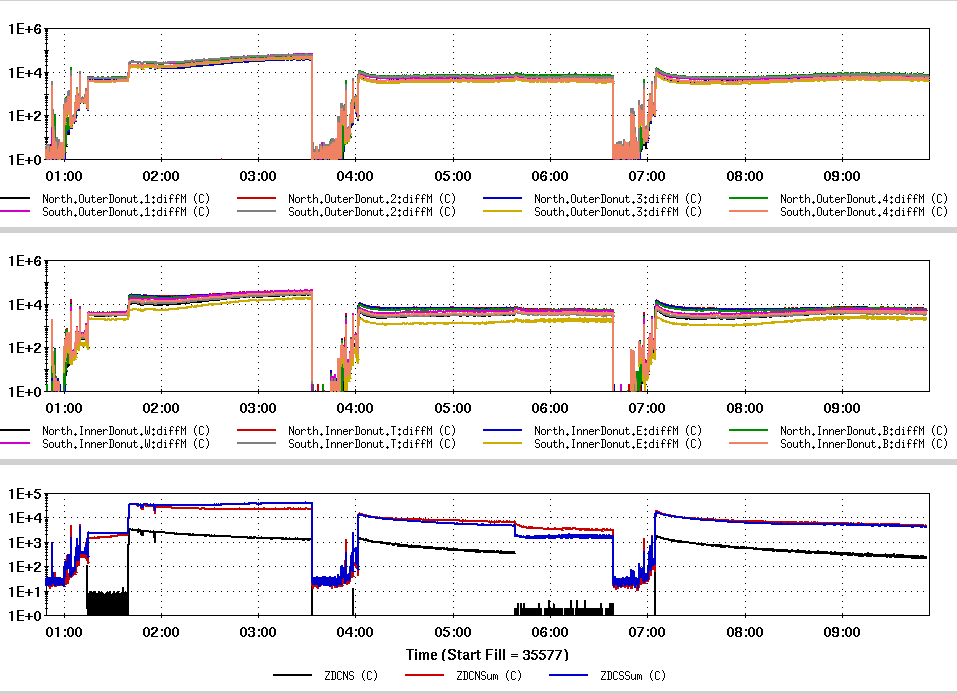 1E+6
1E+4
1E+2
1E+0
01:00 02:00 03:00 04:00 05:00 06:00 07:00 08:00 09:00
North.OuterDonut.1:diffM (C) North.OuterDonut.2:diffM (C) North.OuterDonut.3:diffM (C) North.OuterDonut.4:diffM (C)
South.OuterDonut.1:diffM (C) South.OuterDonut.2:diffM (C) South.OuterDonut.3:diffM (C) South.OuterDonut.4:diffM (C)
1E+6
1E+4
1E+2
1E+0
01:00 02:00 03:00 04:00 05:00 06:00 07:00 08:00 09:00
North.InnerDonut.W:diffM (C) North.InnerDonut.T:diffM (C) North.InnerDonut.E:diffM (C) North.InnerDonut.B:diffM (C)
South.InnerDonut.W:diffM (C) South.InnerDonut.T:diffM (C) South.InnerDonut.E:diffM (C) South.InnerDonut.B:diffM (C)
1E+5
1E+4
1E+3
1E+2
1E+1
1E+0
01:00 02:00 03:00 04:00 05:00 06:00 07:00 08:00 09:00
Time (Start Fill = 35577)
ZDCNS (C) ZDCNSum (C) ZDCSSum (C)